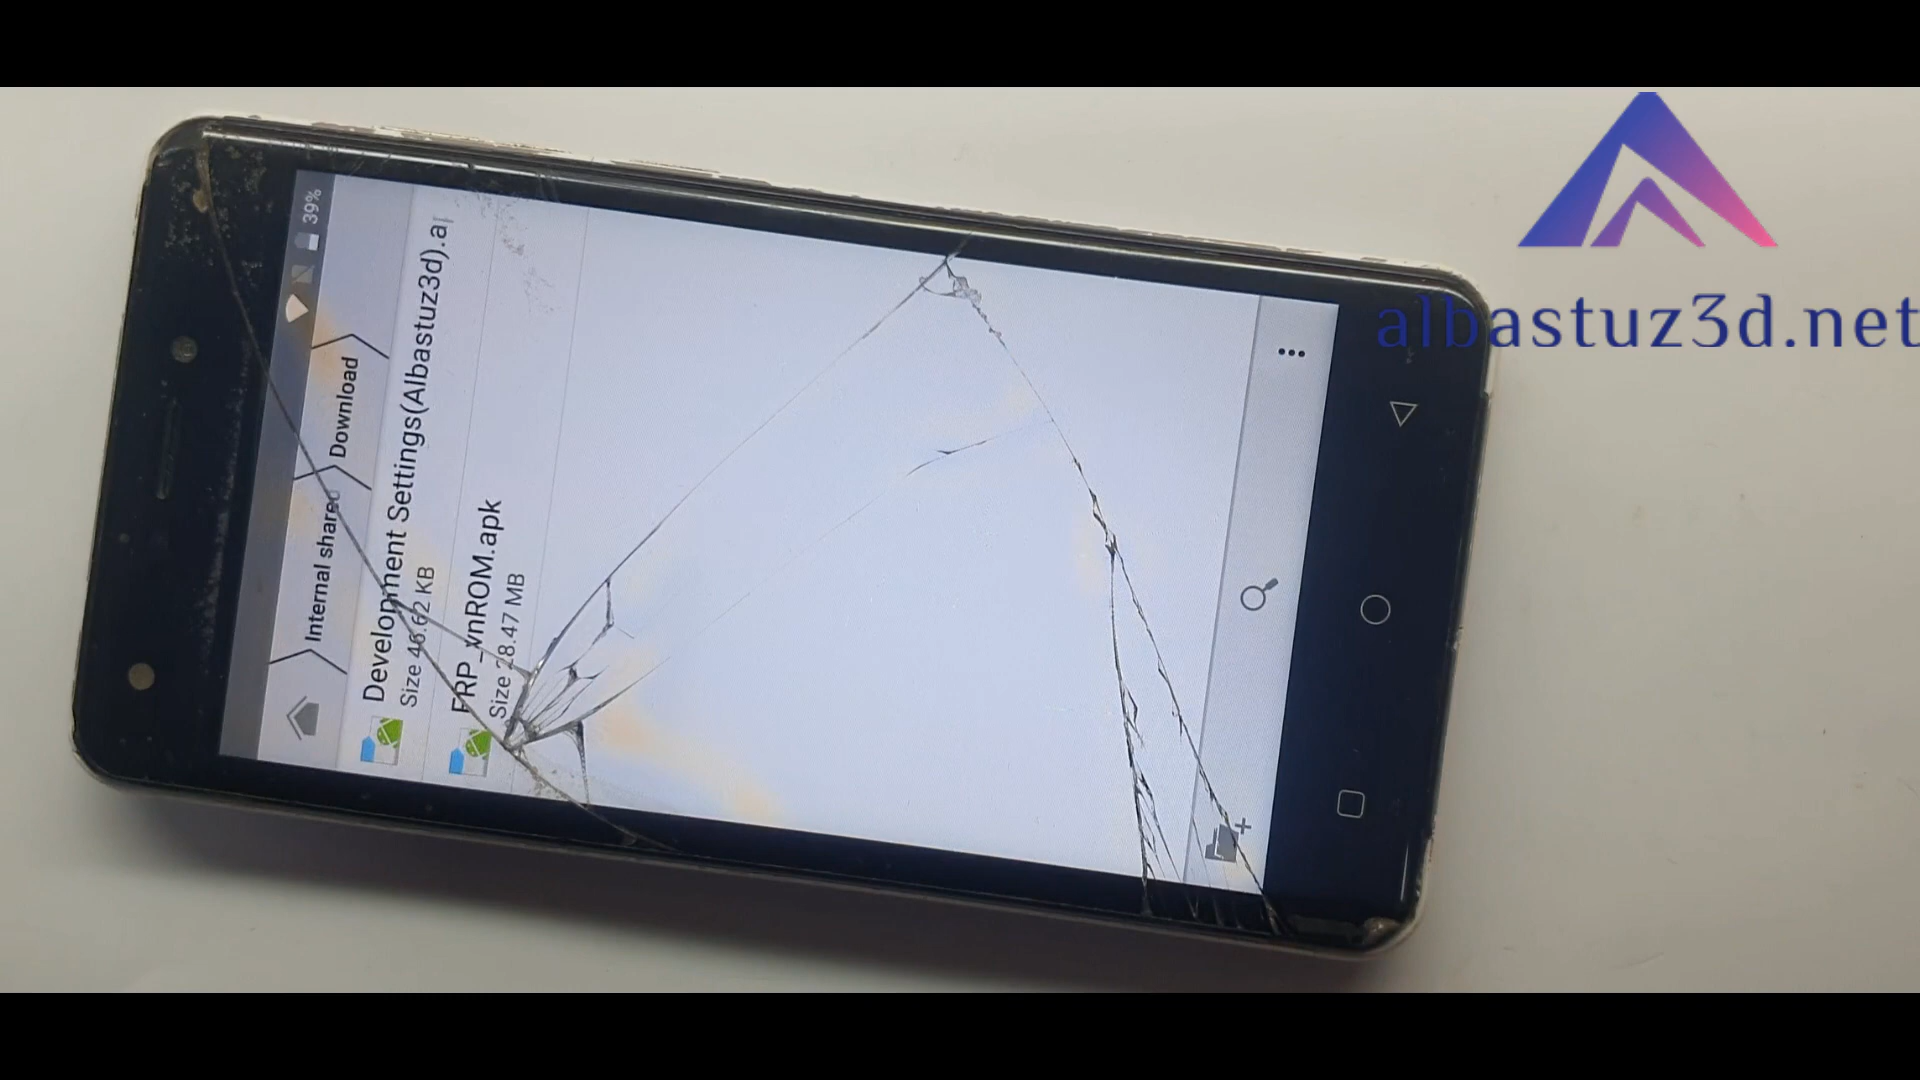 39%
Internal shared
Download
Development Settings(Albastuz3d).a
Size 46.62 KB
FRP_vnROM.apk
Size 28.47 MB
albastuz3d.net